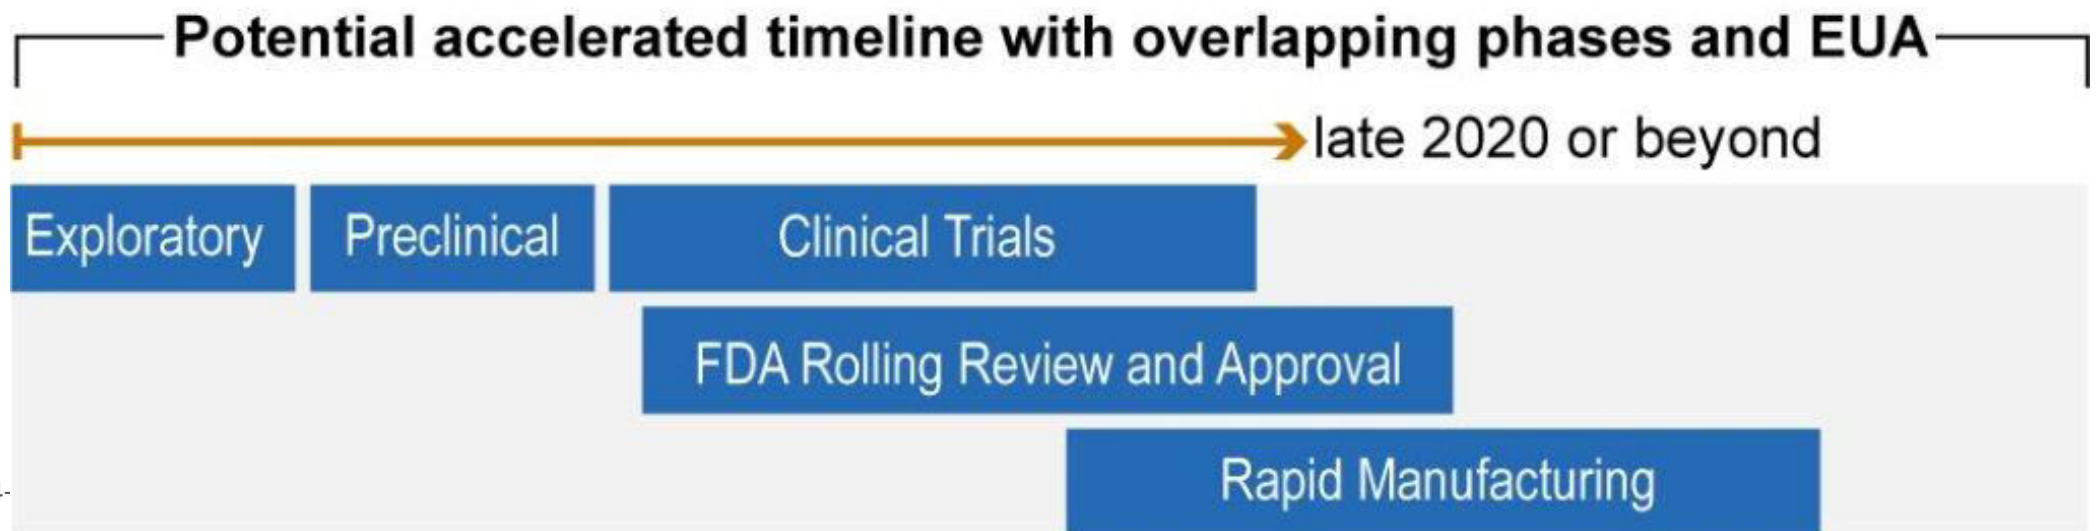 Potential accelerated timeline with overlapping phases and EUA
late 2020 or beyond
Exploratory
Preclinical
Clinical Trials
FDA Rolling Review and Approval
Rapid Manufacturing